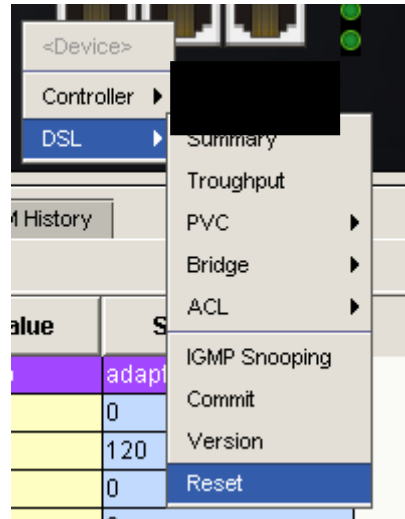 <Device>
Controller
DSL
Summary
Troughput
PVC
Bridge
ACL
IGMP Snooping
Commit
Version
Reset
M History
alue S
adapt
0
120
0